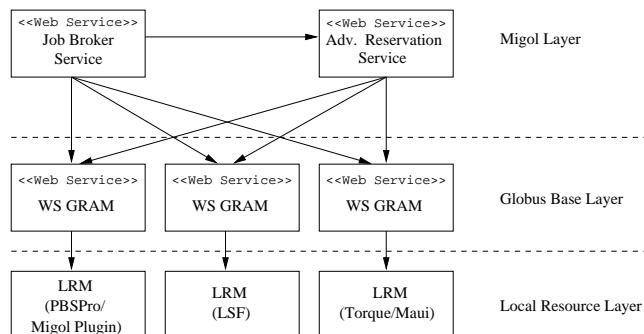 <<Web Service>>
Job Broker
Service
<<Web Service>>
Adv. Reservation
Service
Migol Layer
<<Web Service>>
WS GRAM
<<Web Service>>
WS GRAM
<<Web Service>>
WS GRAM
Globus Base Layer
LRM
(PBSPro/
Migol Plugin)
LRM
(LSF)
LRM
(Torque/Maui)
Local Resource Layer